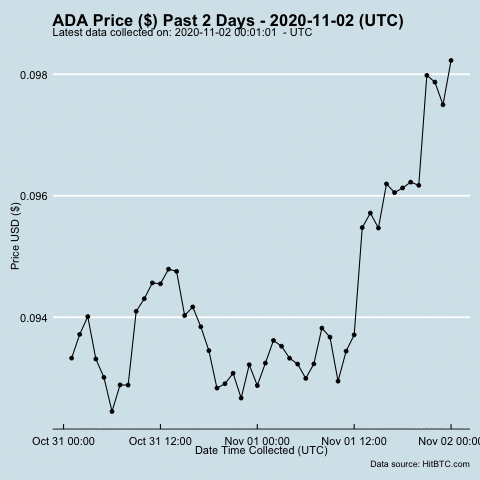 ADA Price ($) Past 2 Days - 2020-11-02 (UTC)
Latest data collected on: 2020-11-02 00:01:01 - UTC
0.098
0.096
0.094
Price USD ($)
Oct 31 00:00 Oct 31 12:00 Nov 01 00:00 Nov 01 12:00 Nov 02 00:00
Date Time Collected (UTC)
Data source: HitBTC.com